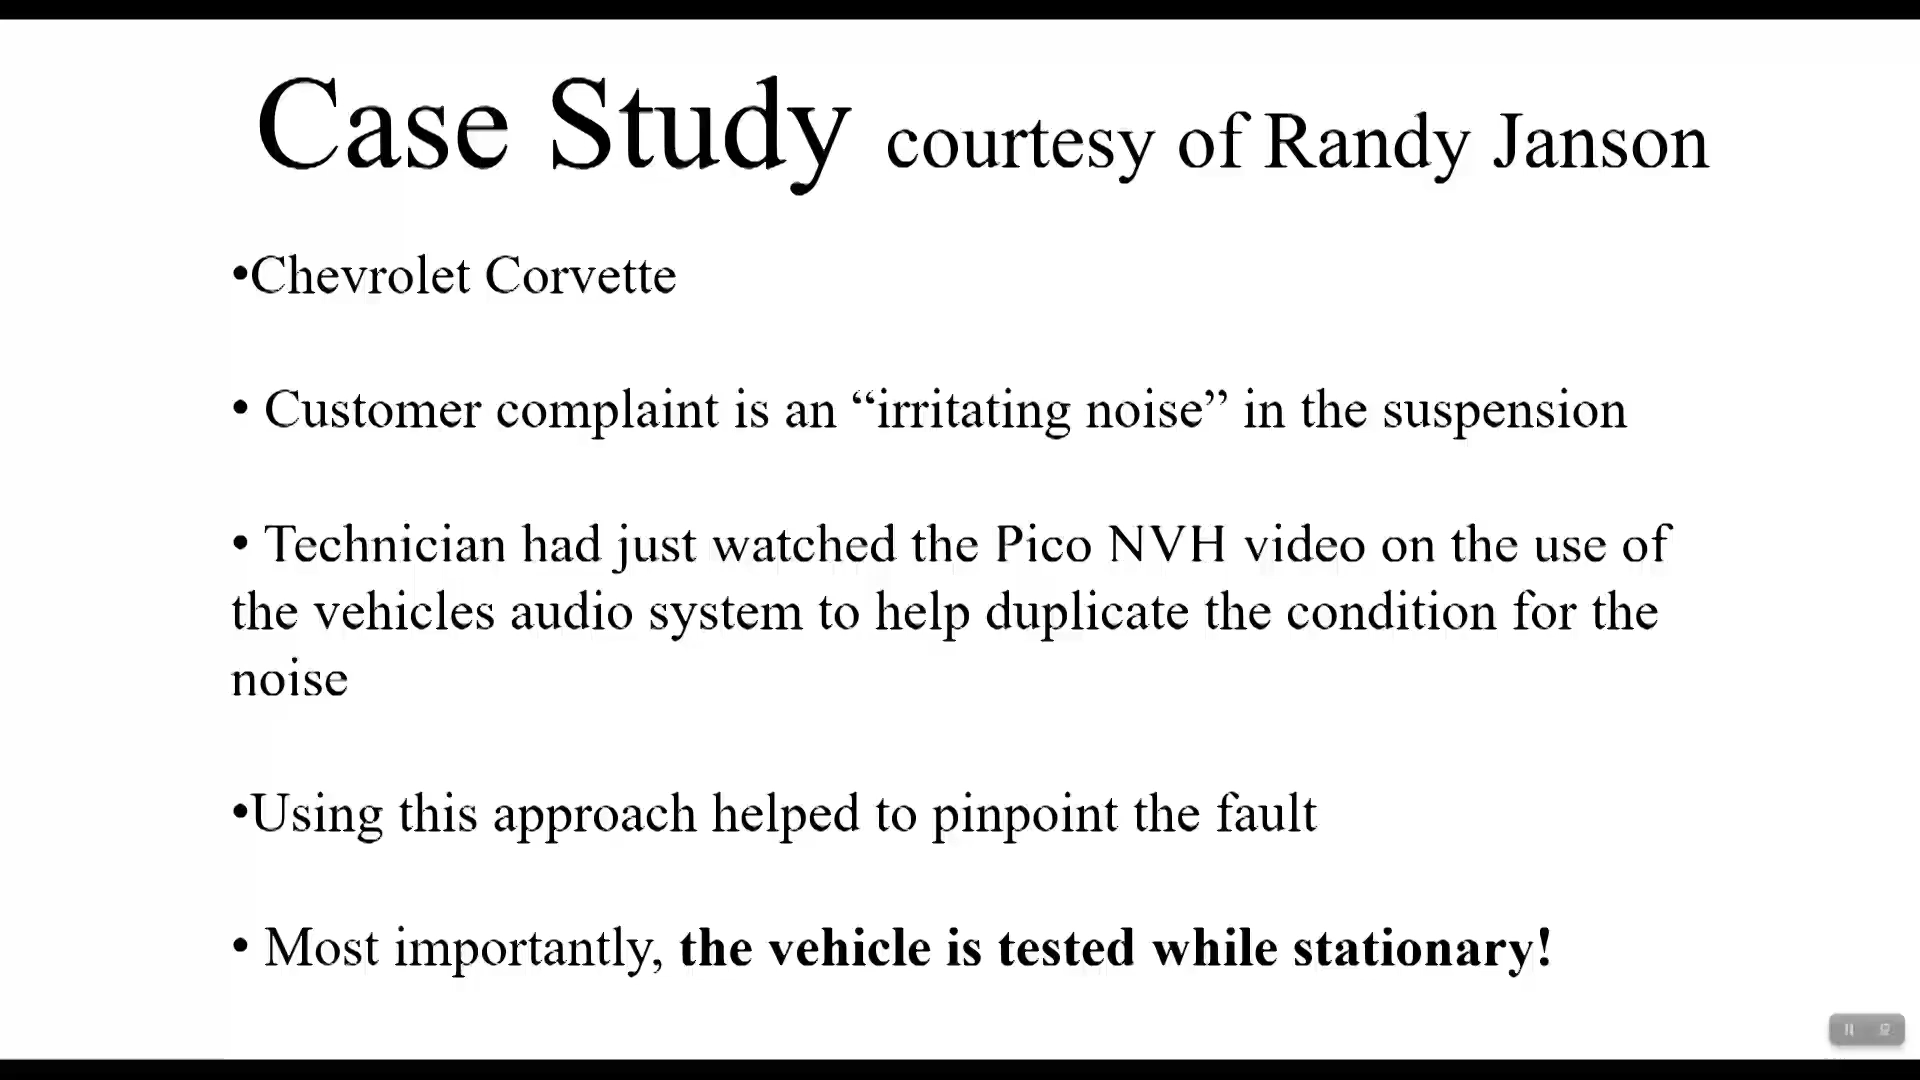 Case Study courtesy of Randy Janson
•Chevrolet Corvette
• Customer complaint is an “irritating noise” in the suspension
• Technician had just watched the Pico NVH video on the use of
the vehicles audio system to help duplicate the condition for the
noise
•Using this approach helped to pinpoint the fault
• Most importantly, the vehicle is tested while stationary!